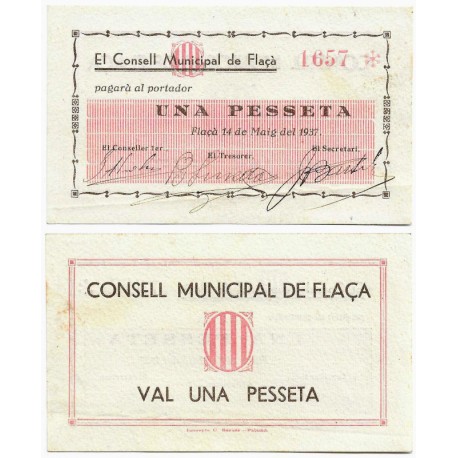 El Consell Municipal de Flaçà
1657 *
pagarà al portador
UNA PESSETA
Flaçà 14 de Maig del 1937.
El Conseller 1er.
El Tresorer.
El Secretari.
CONSELL MUNICIPAL DE FLAÇA
VAL UNA PESSETA